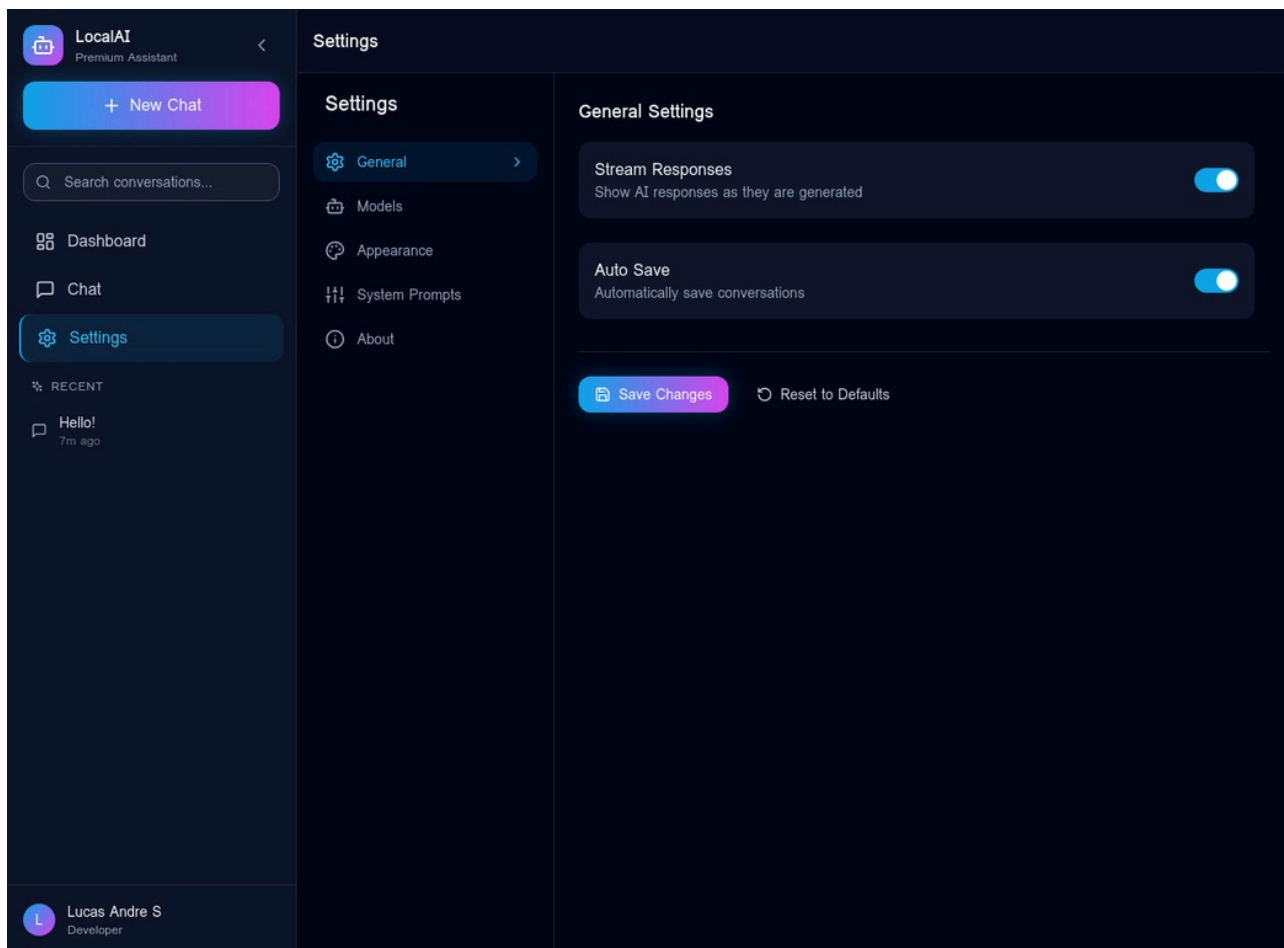 LocalAI
Premium Assistant
New Chat
Search conversations...
Dashboard
Chat
Settings
RECENT
Hello!
7m ago
Lucas Andre S
L
Developer
Settings
Settings
General
Models
Appearance
System Prompts
About
General Settings
Stream Responses
Show AI responses as they are generated
Auto Save
Automatically save conversations
Save Changes
Reset to Defaults